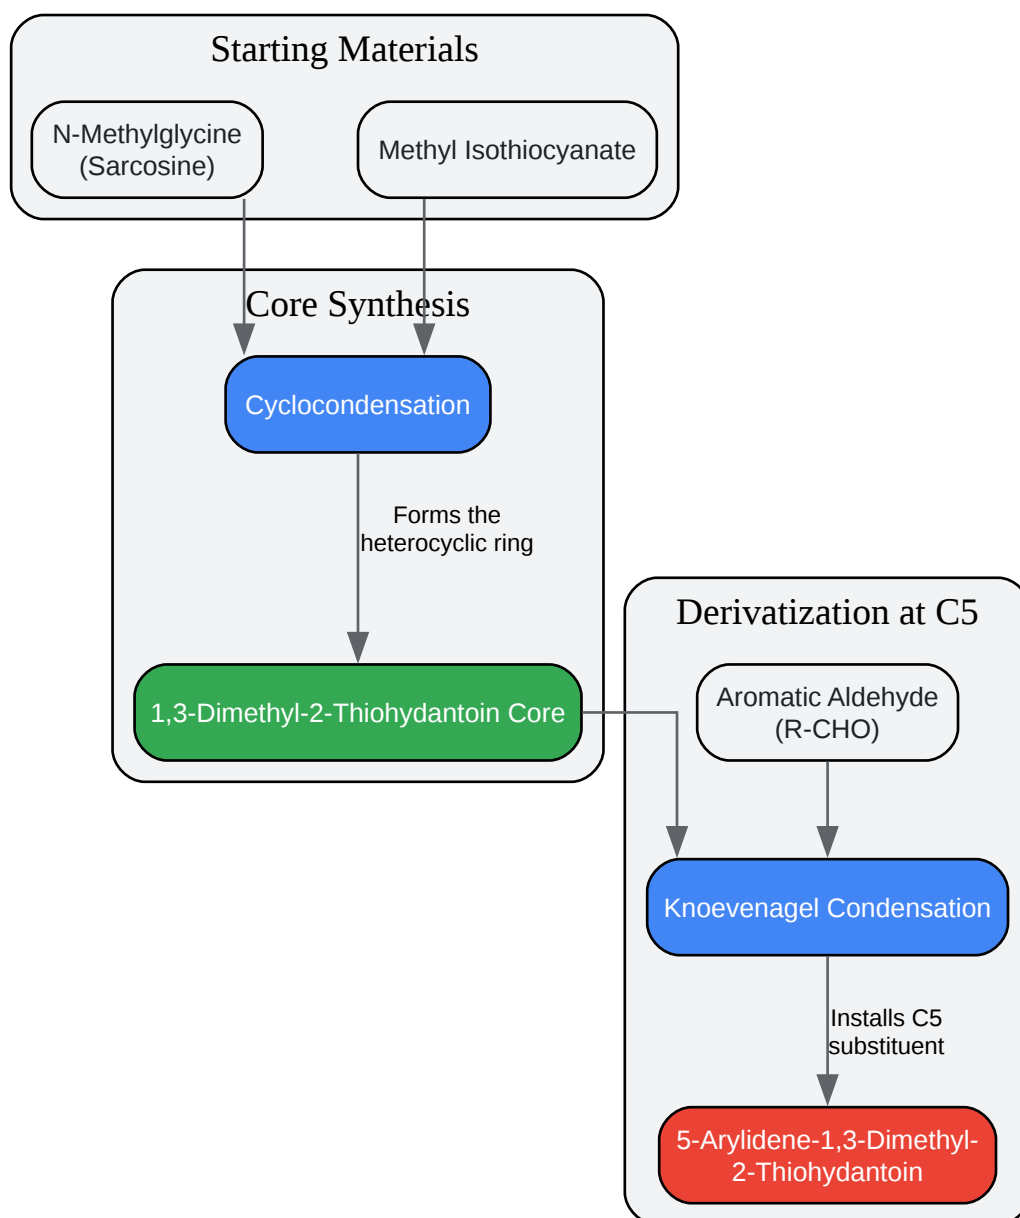 Starting Materials
N-Methylglycine
(Sarcosine)
Methyl Isothiocyanate
Core Synthesis
Cyclocondensation
Forms the
heterocyclic ring
1,3-Dimethyl-2-Thiohydantoin Core
Derivatization at C5
Aromatic Aldehyde
(R-CHO)
Knoevenagel Condensation
Installs C5
substituent
5-Arylidene-1,3-Dimethyl-
2-Thiohydantoin